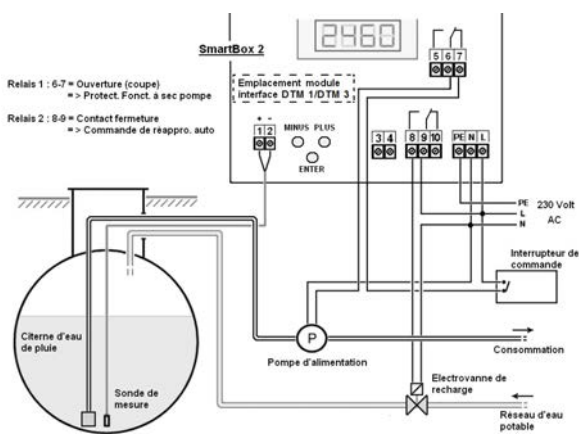 2460
SmartBox 2
5 6 7
Relais 1 : 6-7 = Ouverture (coupe)
= > Protect. Fonct. à sec pompe
Emplacement module
interface DTM 1/DTM 3
Relais 2 : 8-9 = Contact fermeture
= > Commande de réappro. auto
+ -
1 2
MINUS PLUS
ENTER
3 4
8 9 10
PE N L
PE
L
N
230 Volt
AC
Interrupteur de
commande
Citerne d'eau
de pluie
Sonde de
mesure
P
Pompe d'alimentation
Consommation
Electrovanne de
recharge
Réseau d'eau
potable